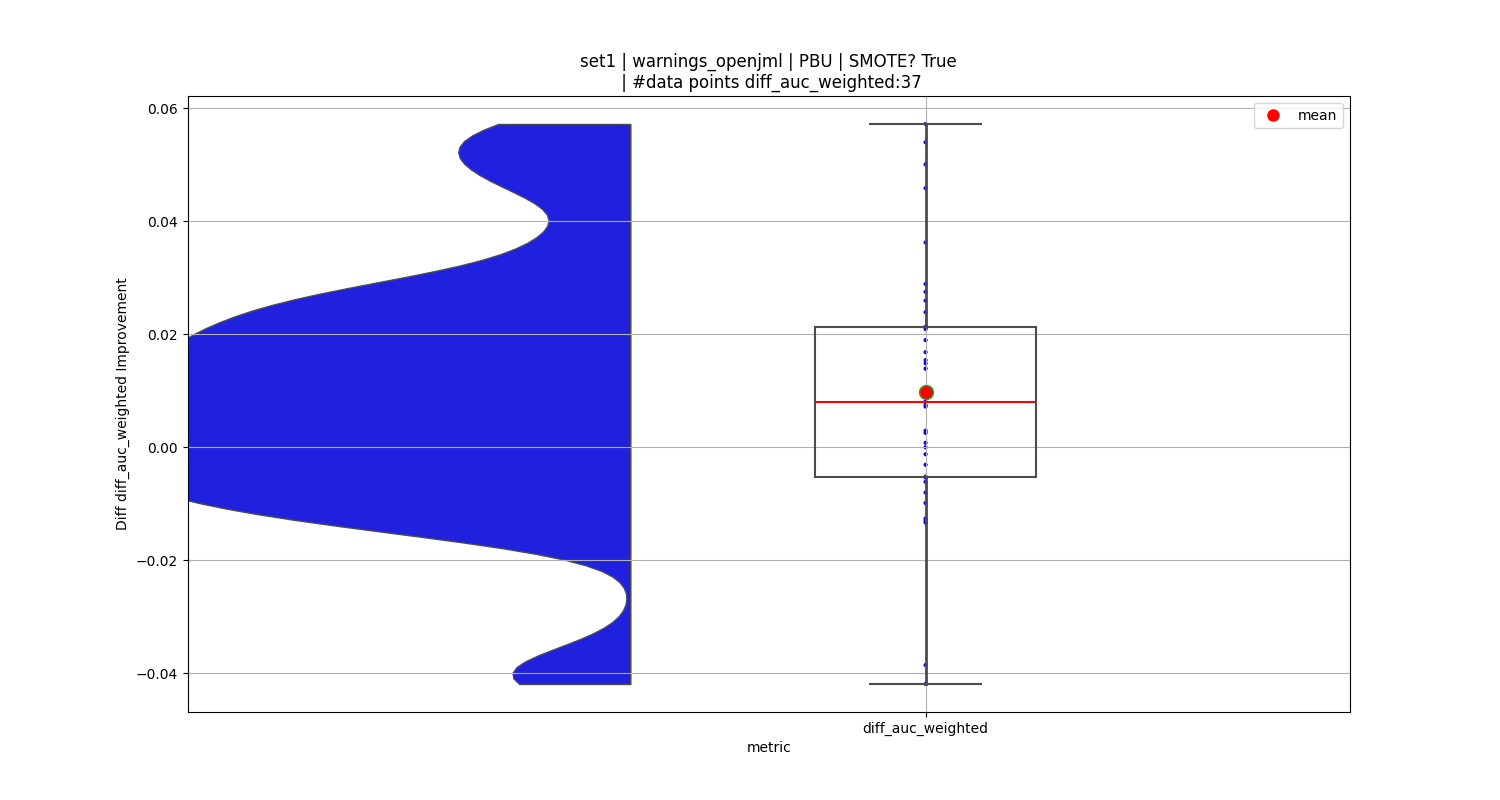 set1 | warnings_openjml | PBU | SMOTE? True
| #data points diff_auc_weighted:37
mean
0.06
0.04
0.02
0.00
−0.02
−0.04
Diff diff_auc_weighted Improvement
diff_auc_weighted
metric